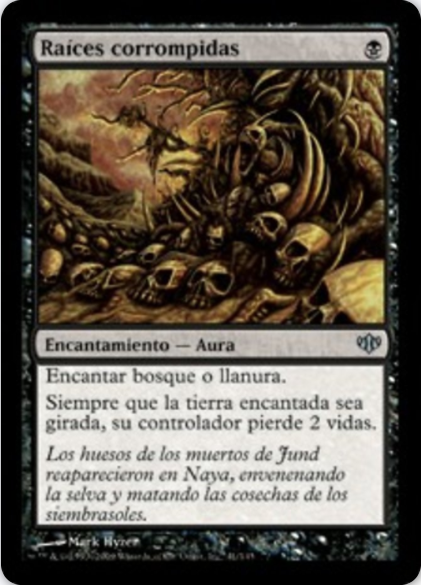 Raíces corrompidas
Encantamiento — Aura
Encantar bosque o llanura.
Siempre que la tierra encantada sea
girada, su controlador pierde 2 vidas.
Los huesos de los muertos de Jund
reaparecieron en Naya, envenenando
la selva y matando las cosechas de los
siembrasoles.
Mark Hyzer